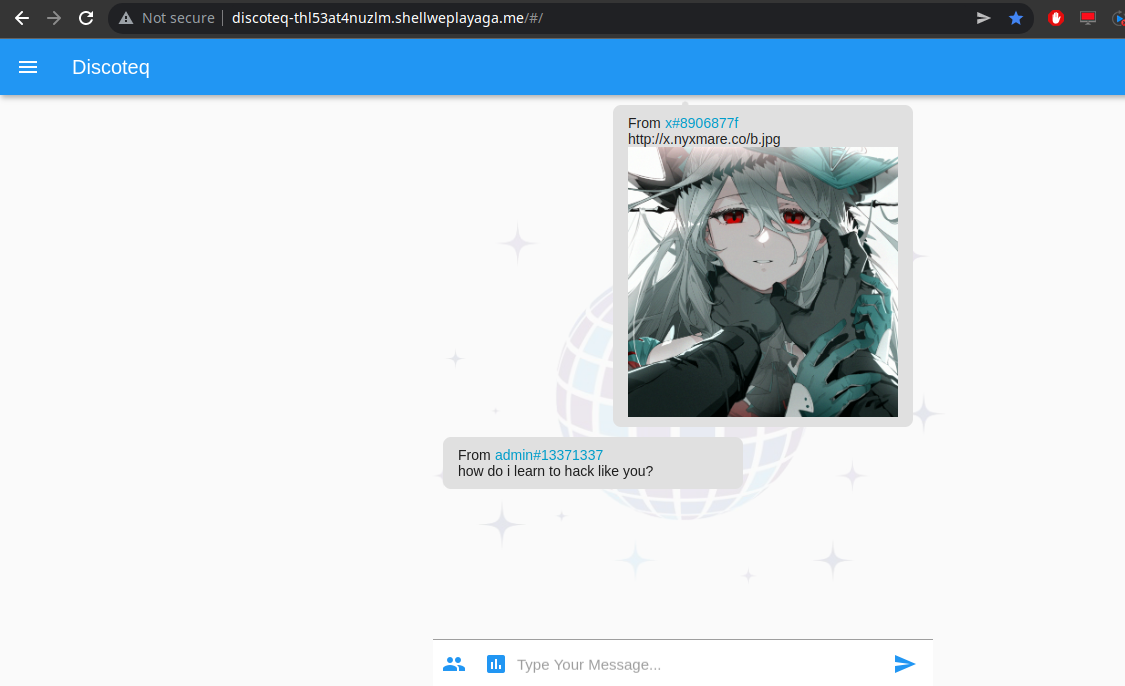 Not secure | discoteq-thl53at4nuzlm.shellweplayaga.me/#/
Discoteq
From x#8906877f
http://x.nyxmare.co/b.jpg
From admin#13371337
how do i learn to hack like you?
Type Your Message...